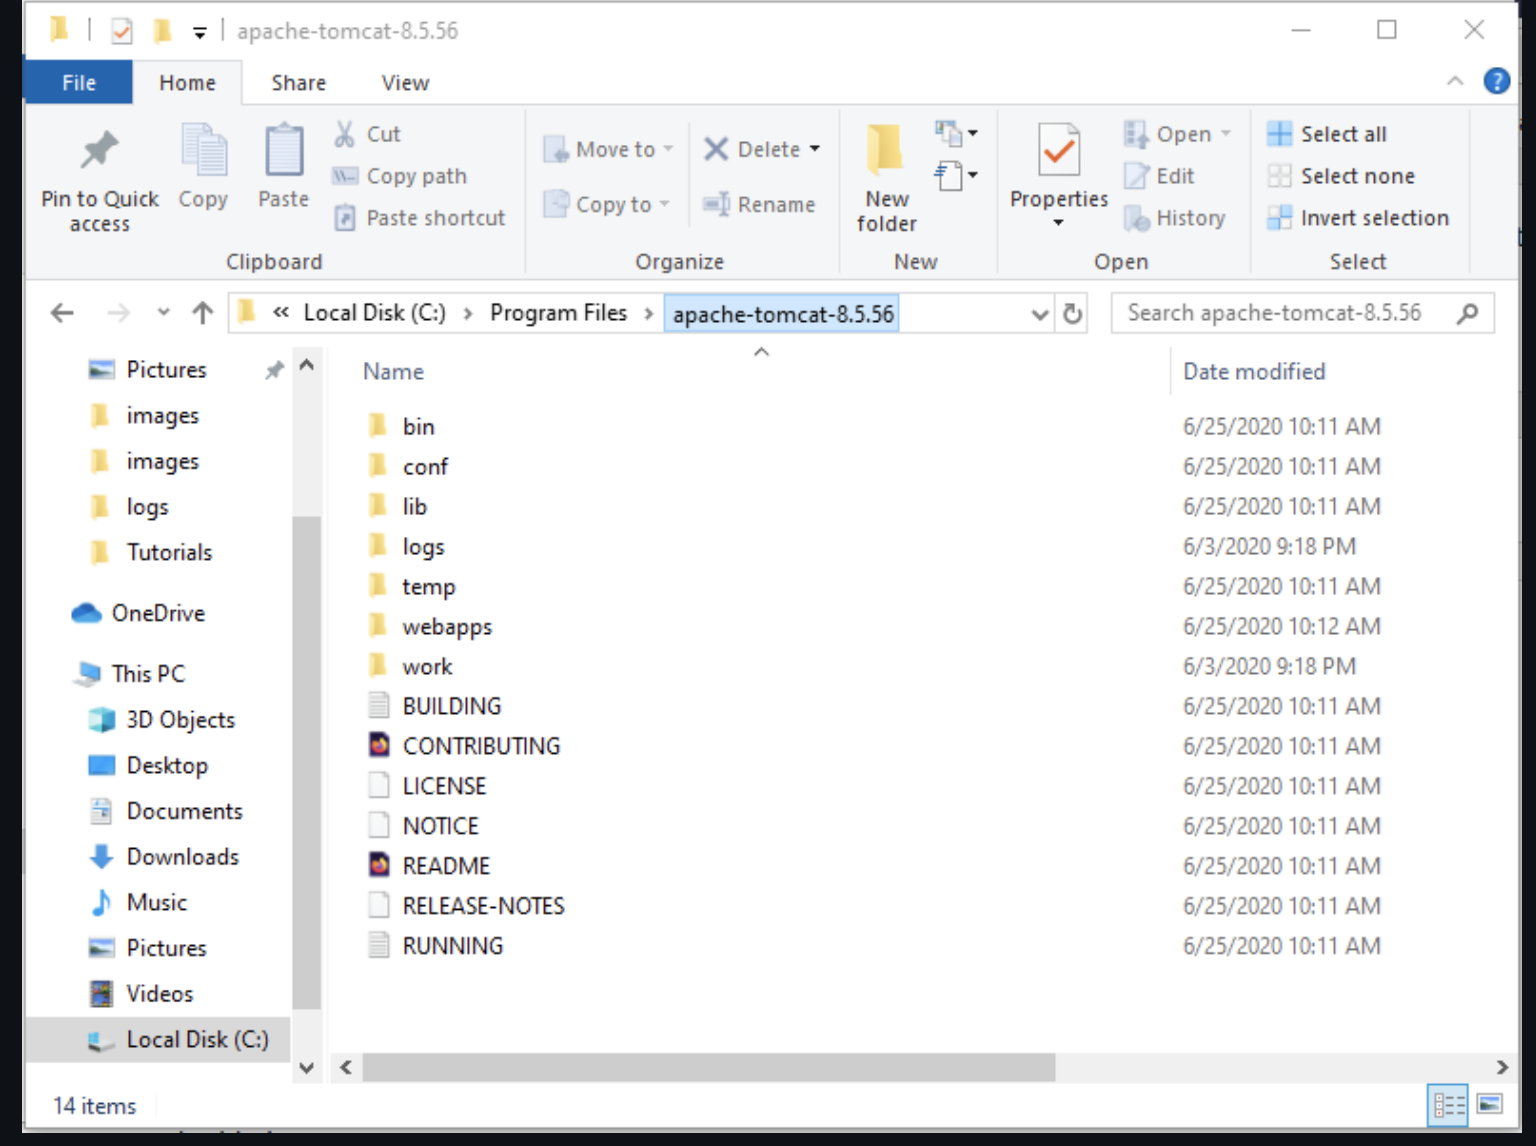 apache-tomcat-8.5.56
File Home Share View
Pin to Quick access
Copy
Paste
Cut
Copy path
Paste shortcut
Clipboard
Move to
Copy to
Delete
Rename
Organize
New folder
New
Properties
Open
Edit
History
Open
Select all
Select none
Invert selection
Select
« Local Disk (C:) > Program Files > apache-tomcat-8.5.56
Search apache-tomcat-8.5.56
Pictures
images
images
logs
Tutorials
OneDrive
This PC
3D Objects
Desktop
Documents
Downloads
Music
Pictures
Videos
Local Disk (C:)
Name Date modified
bin 6/25/2020 10:11 AM
conf 6/25/2020 10:11 AM
lib 6/25/2020 10:11 AM
logs 6/3/2020 9:18 PM
temp 6/25/2020 10:11 AM
webapps 6/25/2020 10:12 AM
work 6/3/2020 9:18 PM
BUILDING 6/25/2020 10:11 AM
CONTRIBUTING 6/25/2020 10:11 AM
LICENSE 6/25/2020 10:11 AM
NOTICE 6/25/2020 10:11 AM
README 6/25/2020 10:11 AM
RELEASE-NOTES 6/25/2020 10:11 AM
RUNNING 6/25/2020 10:11 AM
14 items